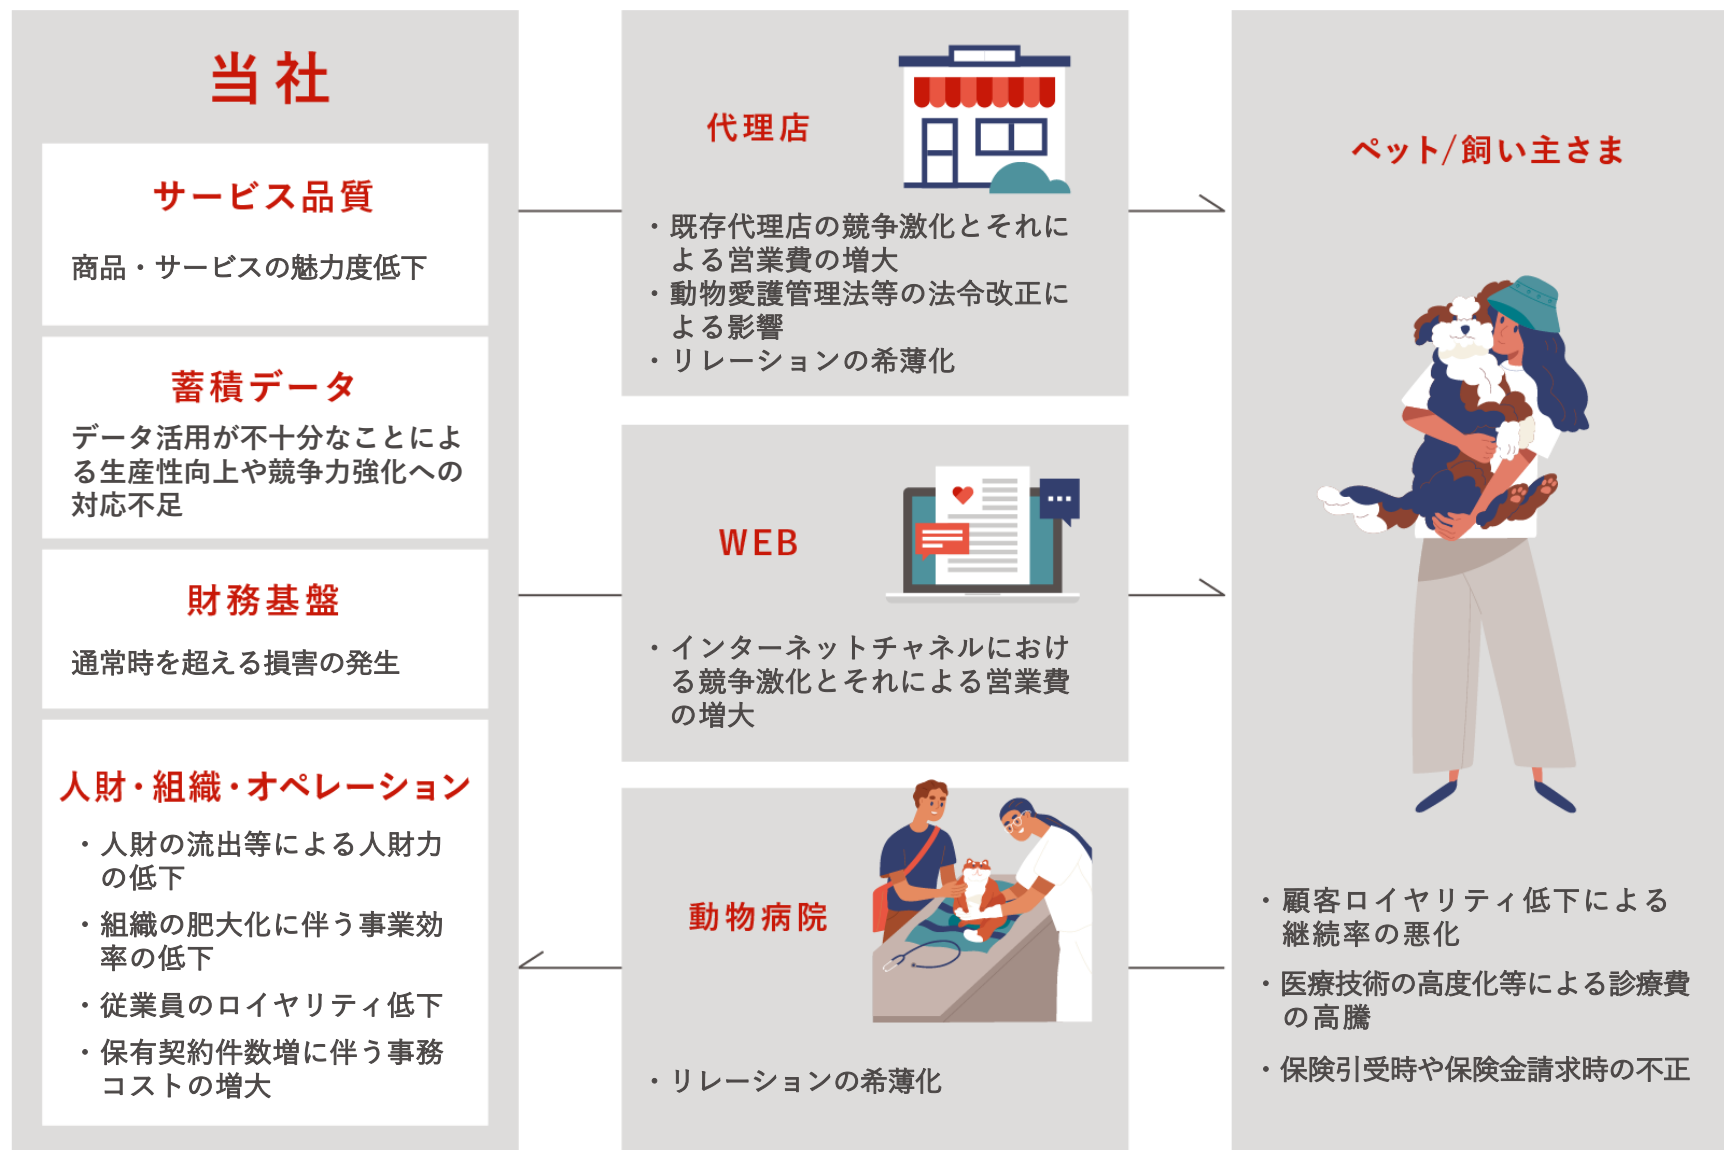 当社
サービス品質
商品・サービスの魅力度低下
蓄積データ
データ活用が不十分なことによ
る生産性向上や競争力強化への
対応不足
財務基盤
通常時を超える損害の発生
人財・組織・オペレーション
・人財の流出等による人財力
の低下
・組織の肥大化に伴う事業効
率の低下
・従業員のロイヤリティ低下
・保有契約件数増に伴う事務
コストの増大
代理店
・既存代理店の競争激化とそれに
よる営業費の増大
・動物愛護管理法等の法令改正に
よる影響
・リレーションの希薄化
WEB
・インターネットチャネルにおけ
る競争激化とそれによる営業費
の増大
動物病院
・リレーションの希薄化
ペット/飼い主さま
・顧客ロイヤリティ低下による
継続率の悪化
・医療技術の高度化等による診療費
の高騰
・保険引受時や保険金請求時の不正